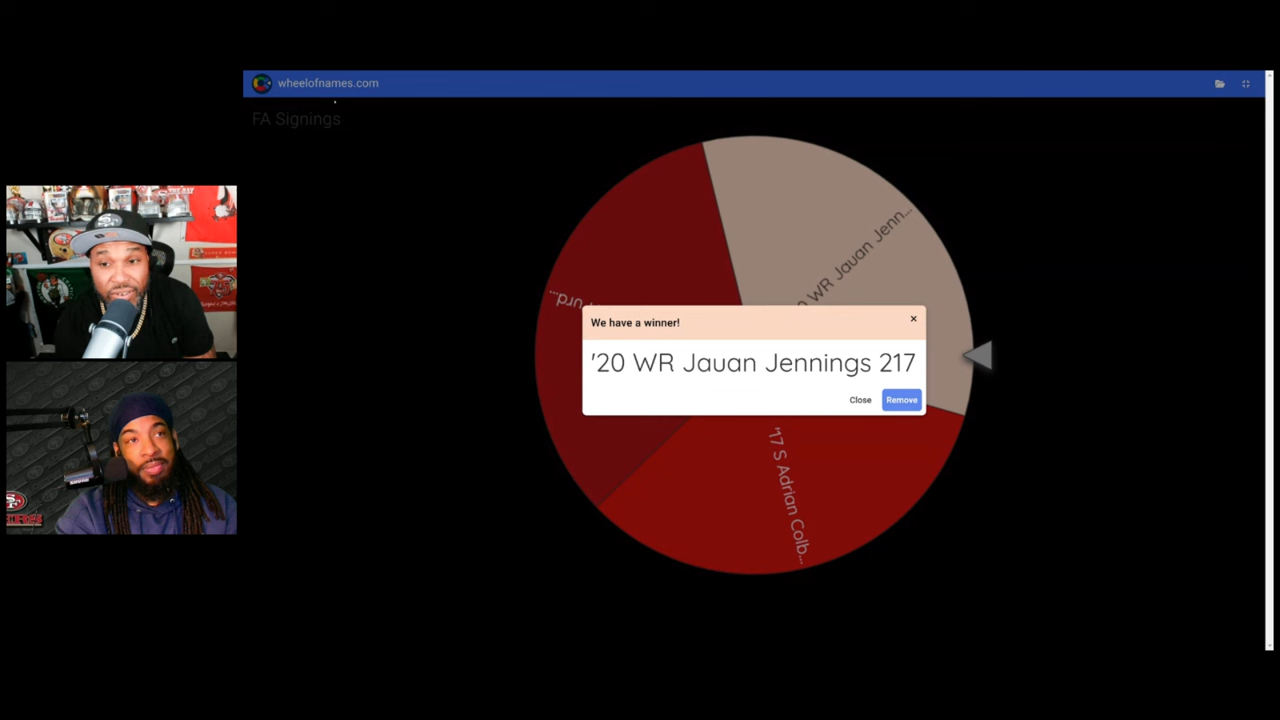 wheelofnames.com
FA Signings
WR Jauan Jenn...
We have a winner!
'20 WR Jauan Jennings 217
Close
Remove
'17 S Adrian Colb...